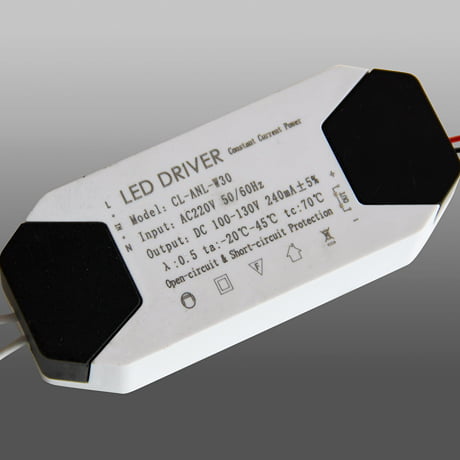 LED DRIVER Constant Current Power
Model: CL-ANL-W30
Input: AC220V 50/60Hz
Output: DC 100-130V 240mA±5%
λ:0.5 ta:-20℃-45℃ tc:70℃
Open-circuit & Short-circuit Protection
L
N
OUT
F